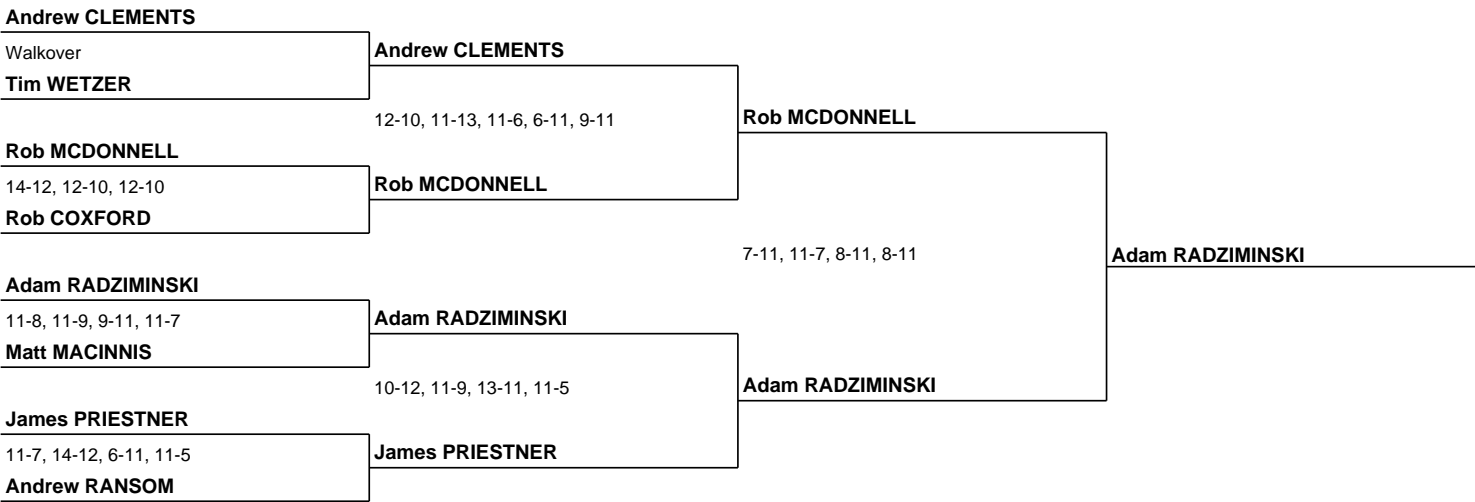 Andrew CLEMENTS
Walkover
Tim WETZER
Rob MCDONNELL
14-12, 12-10, 12-10
Rob COXFORD
Adam RADZIMINSKI
11-8, 11-9, 9-11, 11-7
Matt MACINNIS
James PRIESTNER
11-7, 14-12, 6-11, 11-5
Andrew RANSOM
Andrew CLEMENTS
12-10, 11-13, 11-6, 6-11, 9-11
Rob MCDONNELL
Adam RADZIMINSKI
10-12, 11-9, 13-11, 11-5
James PRIESTNER
Rob MCDONNELL
7-11, 11-7, 8-11, 8-11
Adam RADZIMINSKI
Adam RADZIMINSKI